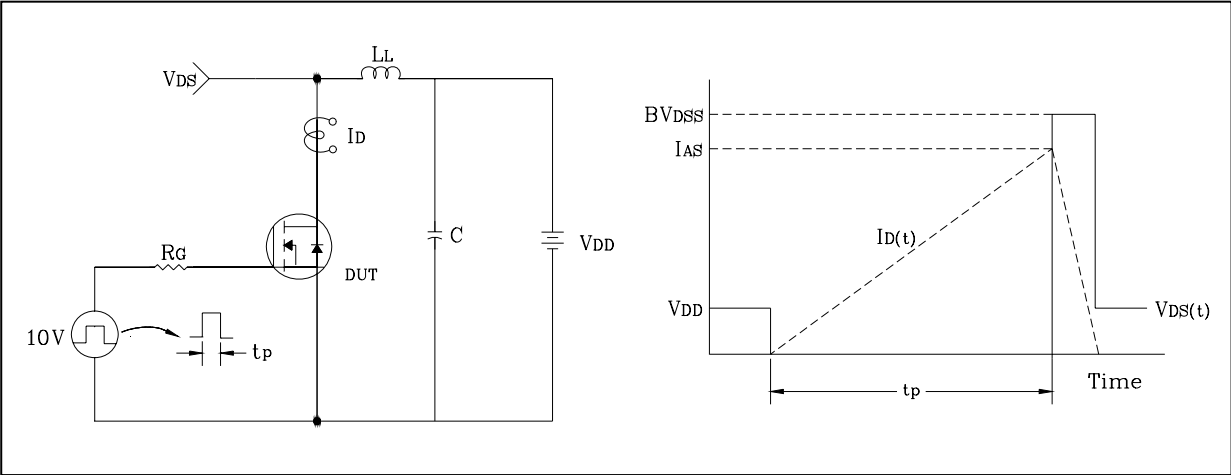 LL
VDS
ID
RG
DUT
C
VDD
10V
tp
BVDSS
IAS
ID(t)
VDD
VDS(t)
Time
tp